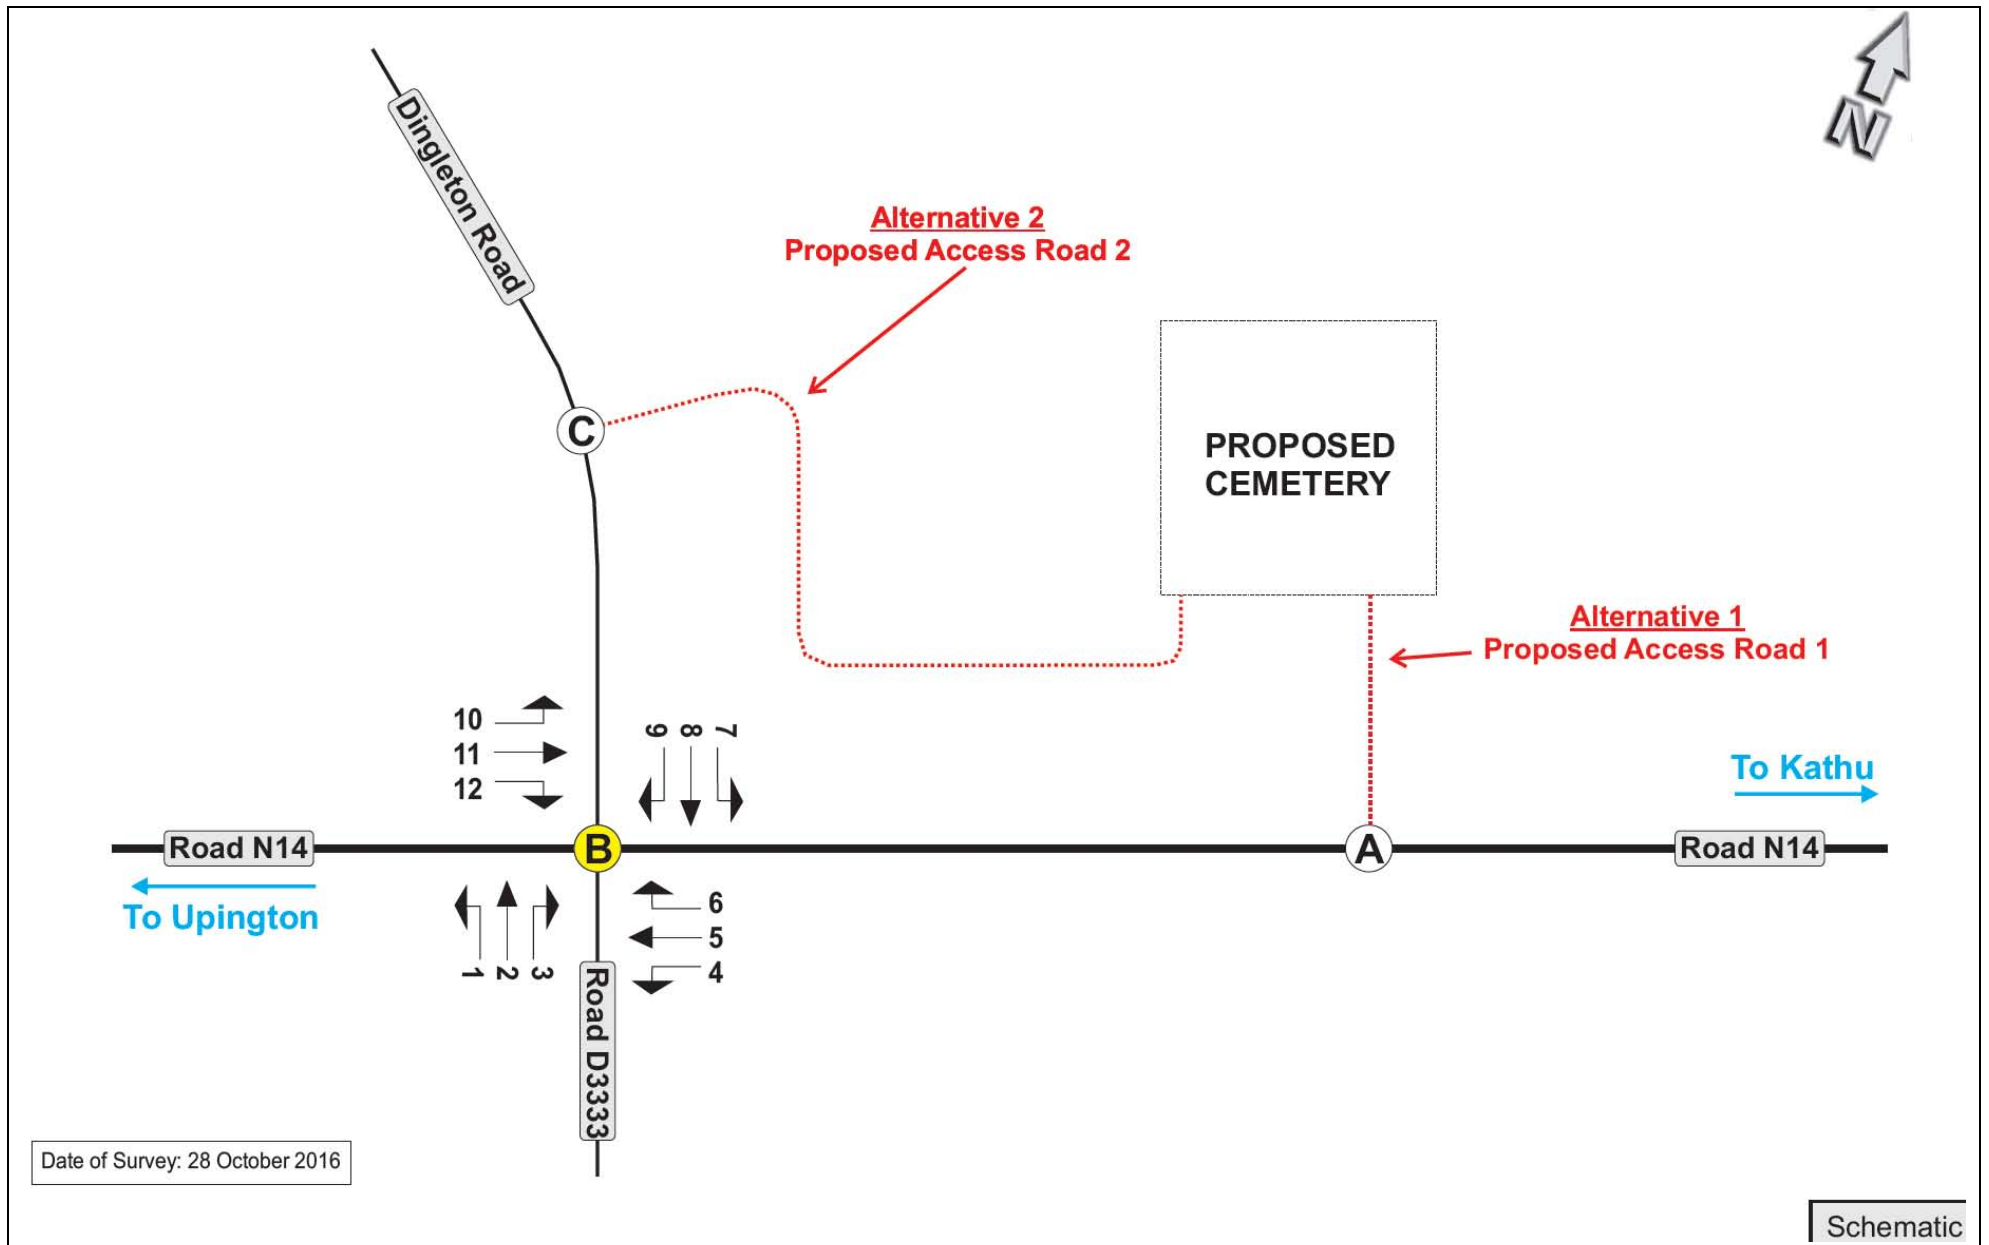 N
Dingleton Road
Alternative 2
Proposed Access Road 2
C
PROPOSED
CEMETERY
Alternative 1
Proposed Access Road 1
10
11
12
9
8
7
To Kathu
Road N14
B
A
Road N14
To Upington
1
2
3
6
5
4
Road D3333
Date of Survey: 28 October 2016
Schematic